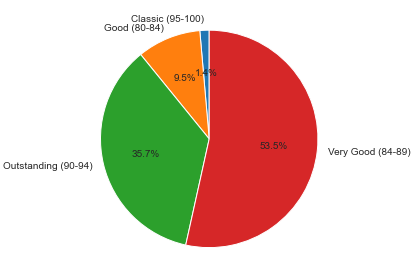 Classic (95-100)
Good (80-84)
1.4%
9.5%
35.7%
53.5%
Outstanding (90-94)
Very Good (84-89)